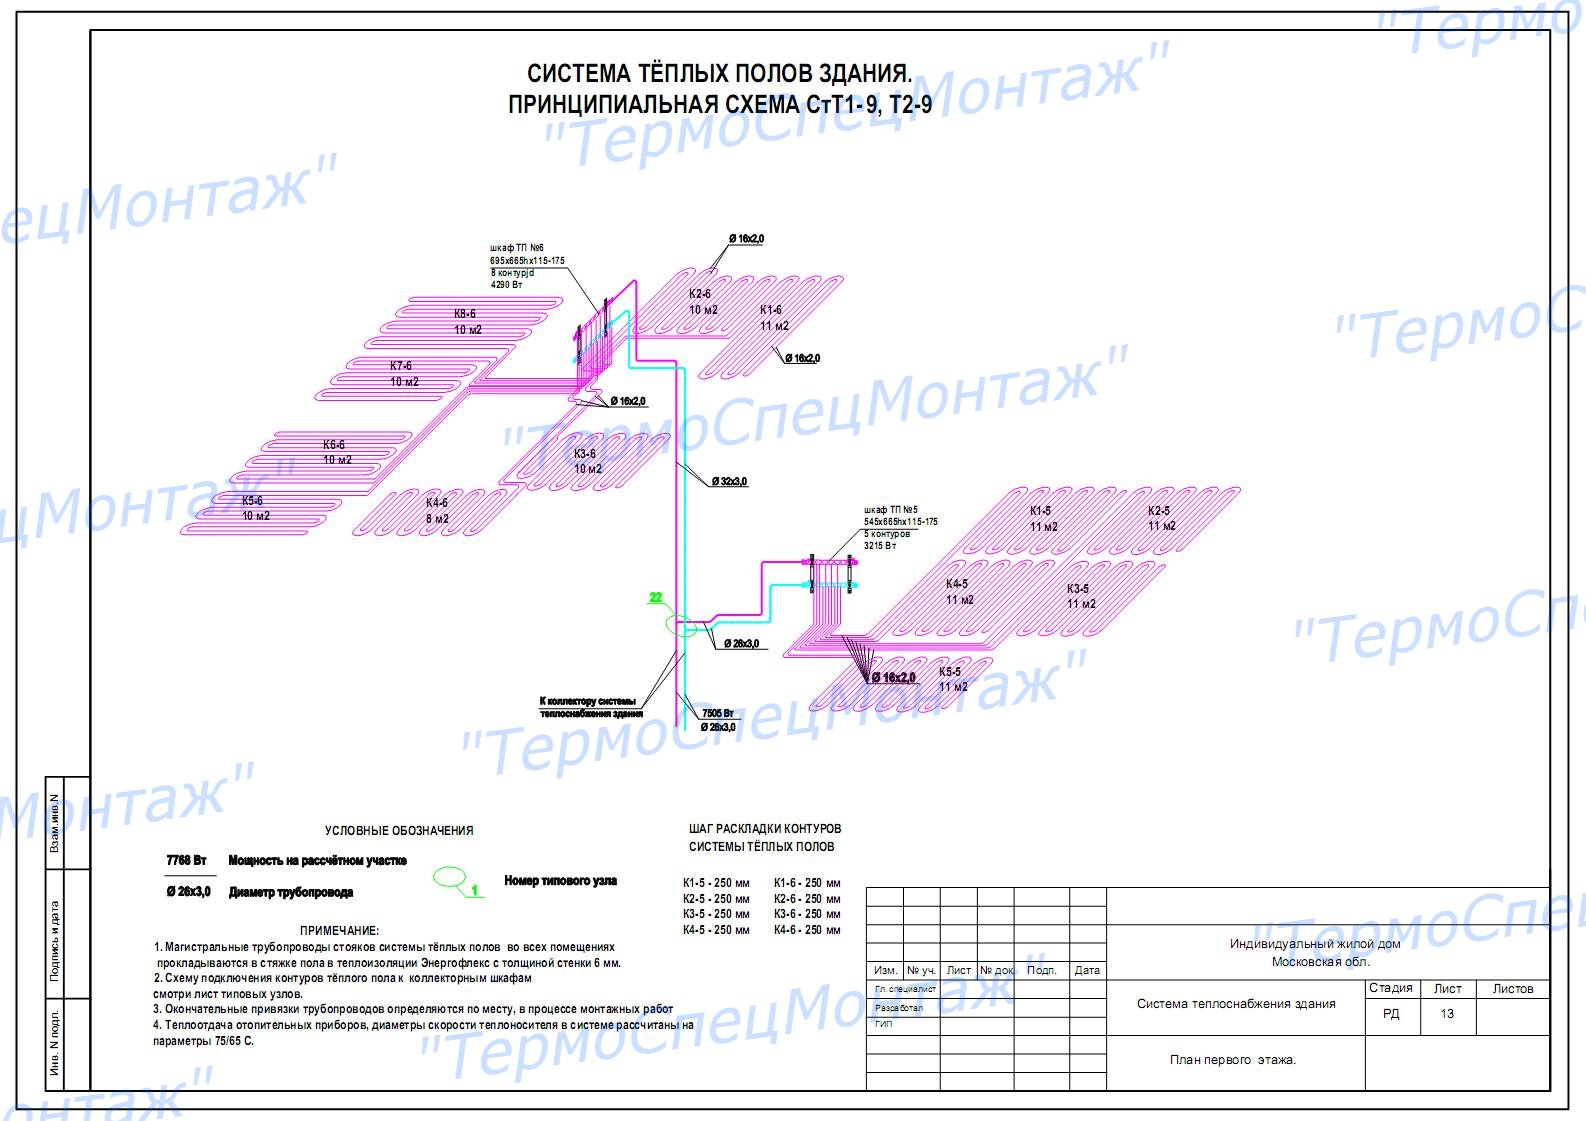 СИСТЕМА ТЁПЛЫХ ПОЛОВ ЗДАНИЯ.
ПРИНЦИПИАЛЬНАЯ СХЕМА СтТ1-9, Т2-9
"ТермоСпецМонтаж"
шкаф ТП №6
695х665hх115-175
8 контурjd
4290 Вт
Ø 16х2,0
К2-6
10 м2
К1-6
11 м2
Ø 16х2,0
К8-6
10 м2
К7-6
10 м2
Ø 16х2,0
К6-6
10 м2
К5-6
10 м2
К4-6
8 м2
К3-6
10 м2
Ø 32х3,0
шкаф ТП №5
545х665hх115-175
5 контуров
3215 Вт
К1-5
11 м2
К2-5
11 м2
К4-5
11 м2
К3-5
11 м2
К5-5
11 м2
Ø 16х2,0
22
Ø 26х3,0
К коллектору системы
теплоснабжения здания
7505 Вт
Ø 26х3,0
УСЛОВНЫЕ ОБОЗНАЧЕНИЯ
7768 Вт Мощность на рассчётном участке
Ø 26х3,0 Диаметр трубопровода
1 Номер типового узла
ШАГ РАСКЛАДКИ КОНТУРОВ
СИСТЕМЫ ТЁПЛЫХ ПОЛОВ
К1-5 - 250 мм К1-6 - 250 мм
К2-5 - 250 мм К2-6 - 250 мм
К3-5 - 250 мм К3-6 - 250 мм
К4-5 - 250 мм К4-6 - 250 мм
ПРИМЕЧАНИЕ:
1. Магистральные трубопроводы стояков системы тёплых полов во всех помещениях
прокладываются в стяжке пола в теплоизоляции Энергофлекс с толщиной стенки 6 мм.
2. Схему подключения контуров тёплого пола к коллекторным шкафам
смотри лист типовых узлов.
3. Окончательные привязки трубопроводов определяются по месту, в процессе монтажных работ
4. Теплоотдача отопительных приборов, диаметры скорости теплоносителя в системе рассчитаны на
параметры 75/65 С.
Взам.инв.N
Подпись и дата
Инв. N подл.
Изм. № уч. Лист № док. Подп. Дата
Гл. специалист
Разработал
ГИП
Индивидуальный жилой дом
Московская обл.
Система теплоснабжения здания
Стадия Лист Листов
РД 13
План первого этажа.